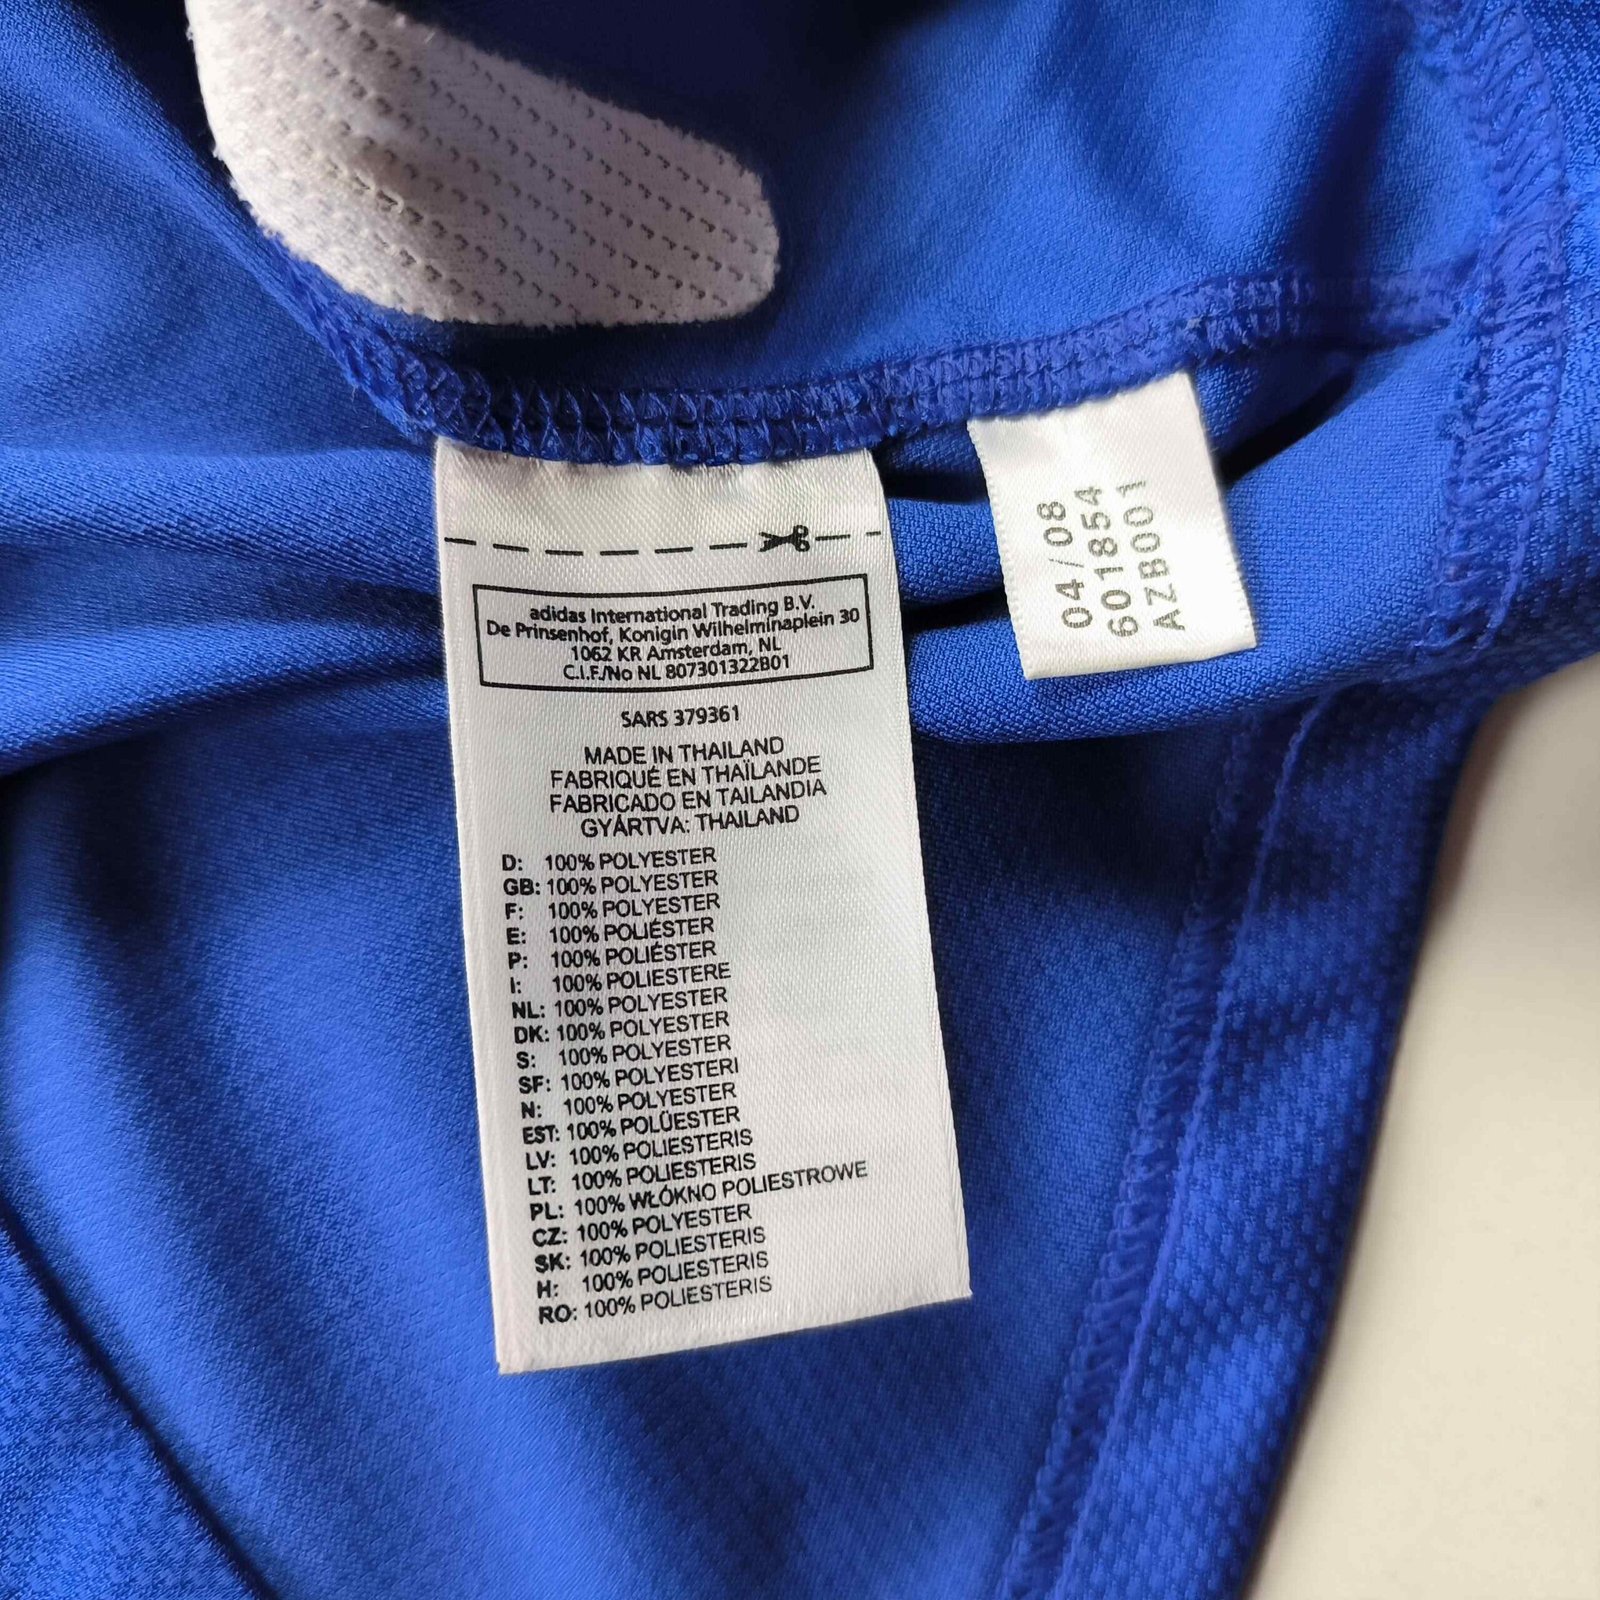 adidas International Trading B.V.
De Prinsenhof, Konigin Wilhelminaplein 30
1062 KR Amsterdam, NL
C.I.F./No NL 807301322B01
SARS 379361
MADE IN THAILAND
FABRIQUÉ EN THAÏLANDE
FABRICADO EN TAILANDIA
GYÁRTVA: THAILAND
D: 100% POLYESTER
GB: 100% POLYESTER
F: 100% POLYESTER
E: 100% POLIÉSTER
P: 100% POLIÉSTER
I: 100% POLIESTERE
NL: 100% POLYESTER
DK: 100% POLYESTER
S: 100% POLYESTER
SF: 100% POLYESTERI
N: 100% POLYESTER
EST: 100% POLÜESTER
LV: 100% POLIESTERIS
LT: 100% POLIESTERIS
PL: 100% WŁÓKNO POLIESTROWE
CZ: 100% POLYESTER
SK: 100% POLIESTERIS
H: 100% POLIESTERIS
RO: 100% POLIESTERIS
04/08
601854
AZB001